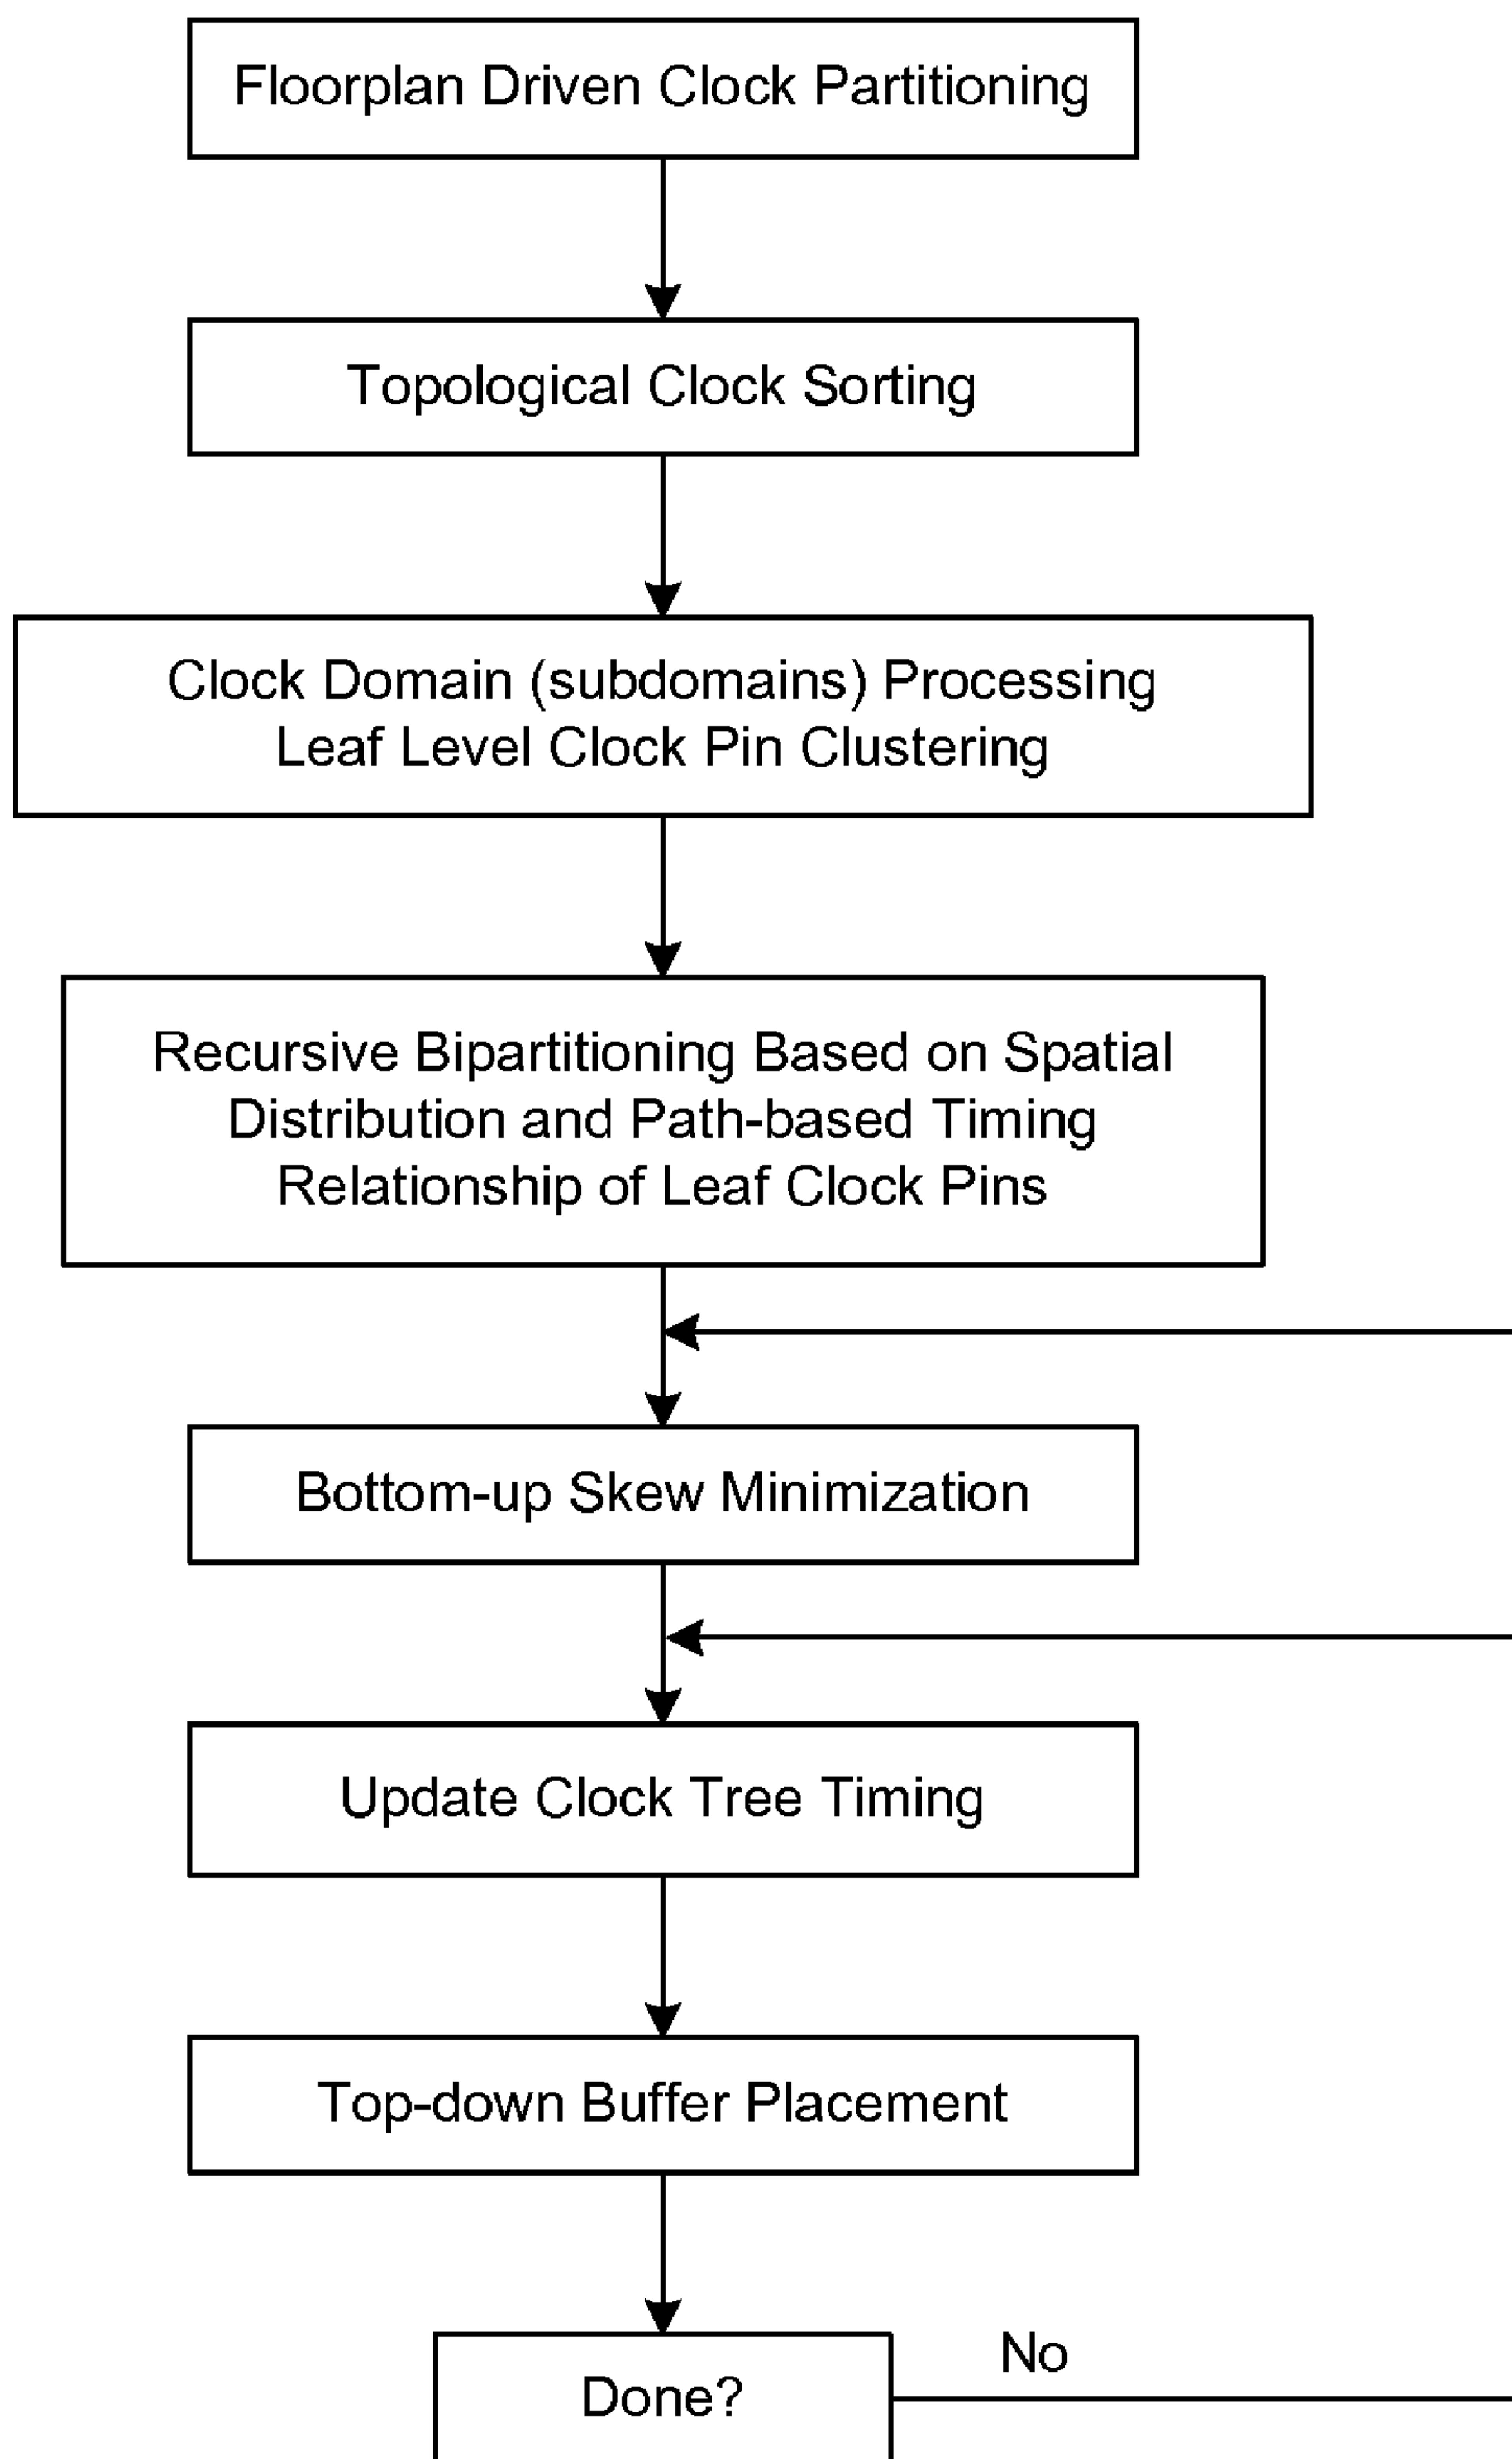 Floorplan Driven Clock Partitioning
Topological Clock Sorting
Clock Domain (subdomains) Processing
Leaf Level Clock Pin Clustering
Recursive Bipartitioning Based on Spatial
Distribution and Path-based Timing
Relationship of Leaf Clock Pins
Bottom-up Skew Minimization
Update Clock Tree Timing
Top-down Buffer Placement
No
Done?